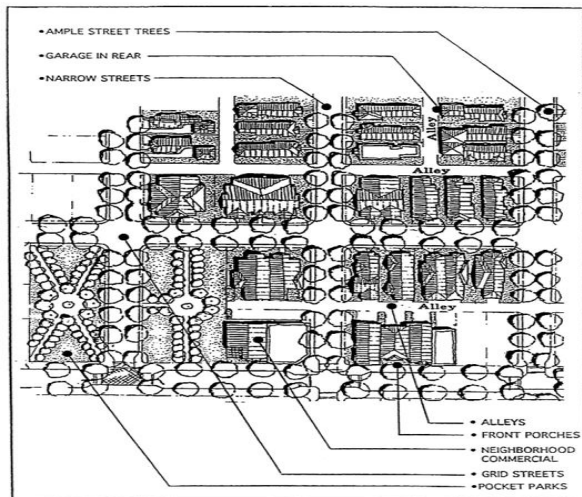 •AMPLE STREET TREES
•GARAGE IN REAR
•NARROW STREETS
Alley
Alley
Alley
• ALLEYS
• FRONT PORCHES
• NEIGHBORHOOD
COMMERCIAL
• GRID STREETS
•POCKET PARKS